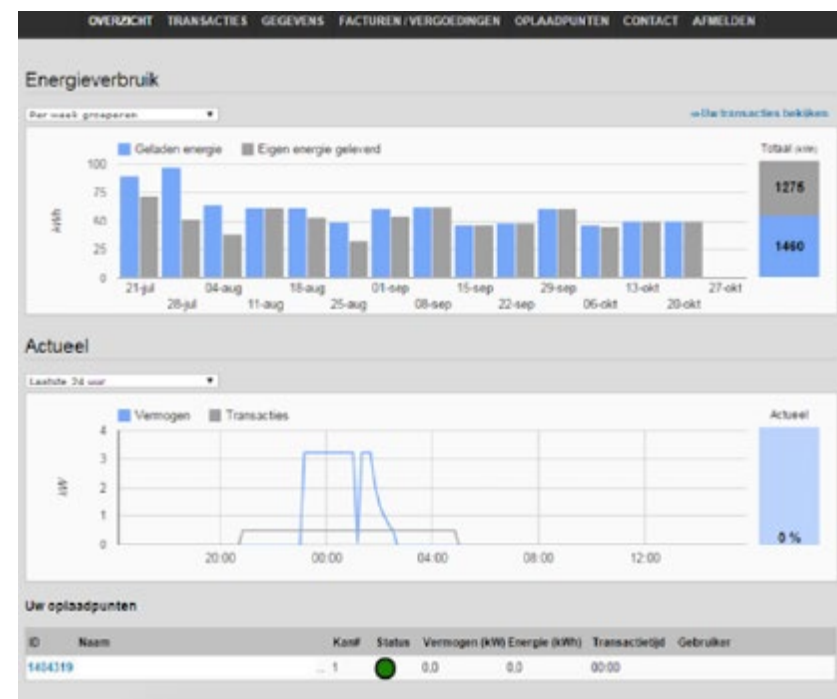 OVERZICHT TRANSACTIES GEGEVENS FACTUREN / VERGOEDINGEN OPLAADPUNTEN CONTACT AFMELDEN
Energieverbruik
Per week groeperen
Uw transacties bekijken
Geladen energie Eigen energie geleverd
Totaal (kWh)
kWh
100
75
50
25
0
1275
1460
21-jul 04-aug 18-aug 01-sep 15-sep 29-sep 13-okt 27-okt
28-jul 11-aug 25-aug 08-sep 22-sep 06-okt 20-okt
Actueel
Laatste 24 uur
Vermogen Transacties
Actueel
kW
4
3
2
1
0
0 %
20:00 00:00 04:00 08:00 12:00
Uw oplaadpunten
ID Naam Kan# Status Vermogen (kW) Energie (kWh) Transactietijd Gebruiker
1404319 ... 1 0,0 0,0 00:00